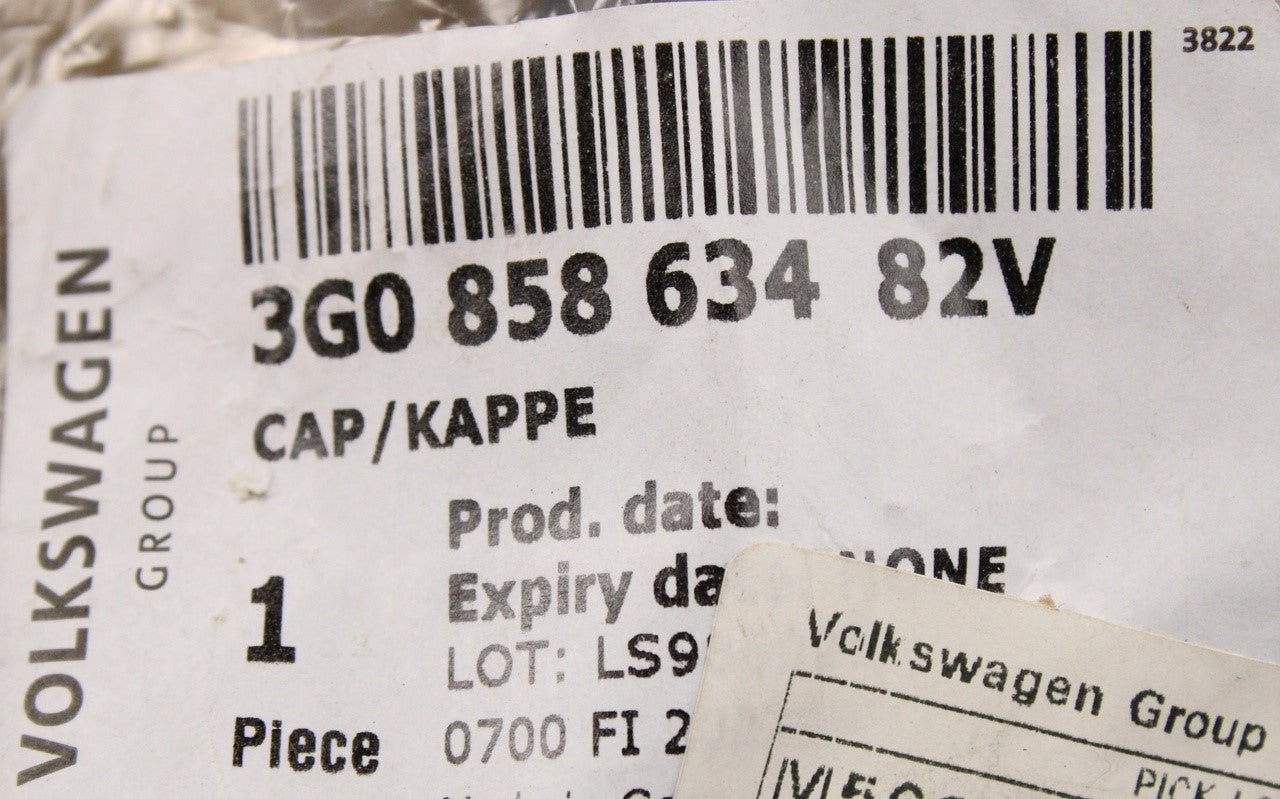 3822
3G0 858 634 82V
CAP/KAPPE
Prod. date:
Expiry NONE
LOT:
1
Piece
0700 FI
VOLKSWAGEN
GROUP
Volkswagen Group
PICK